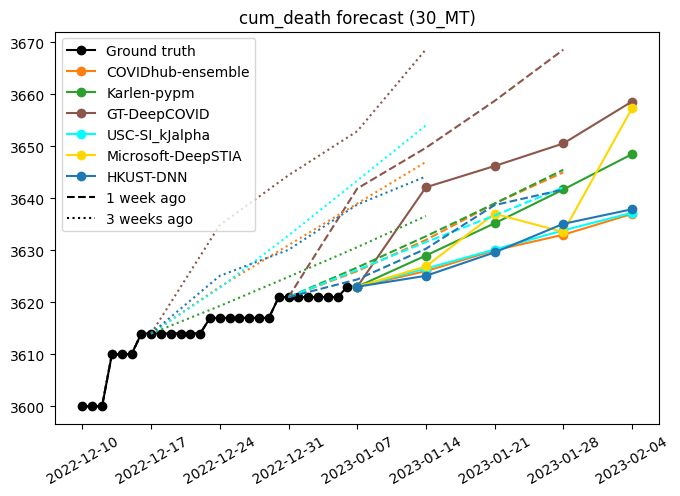 cum_death forecast (30_MT)
3670
3660
3650
3640
3630
3620
3610
3600
Ground truth
COVIDhub-ensemble
Karlen-pypm
GT-DeepCOVID
USC-SI_kJalpha
Microsoft-DeepSTIA
HKUST-DNN
1 week ago
3 weeks ago
2022-12-10
2022-12-17
2022-12-24
2022-12-31
2023-01-07
2023-01-14
2023-01-21
2023-01-28
2023-02-04